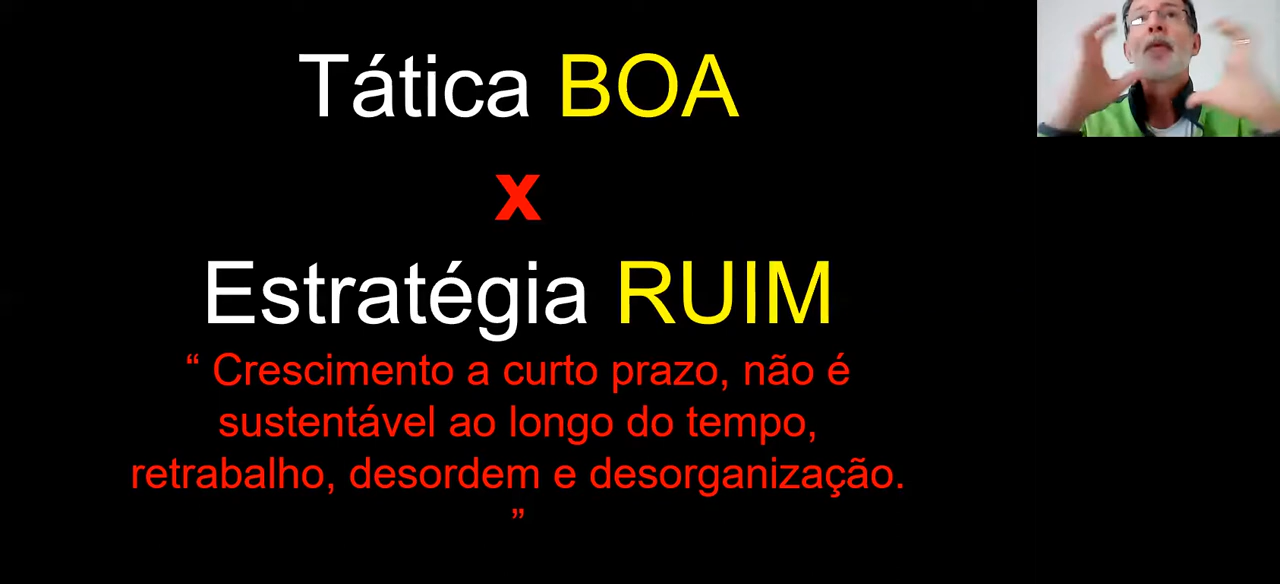 Tática BOA
x
Estratégia RUIM
“ Crescimento a curto prazo, não é
sustentável ao longo do tempo,
retrabalho, desordem e desorganização.
”